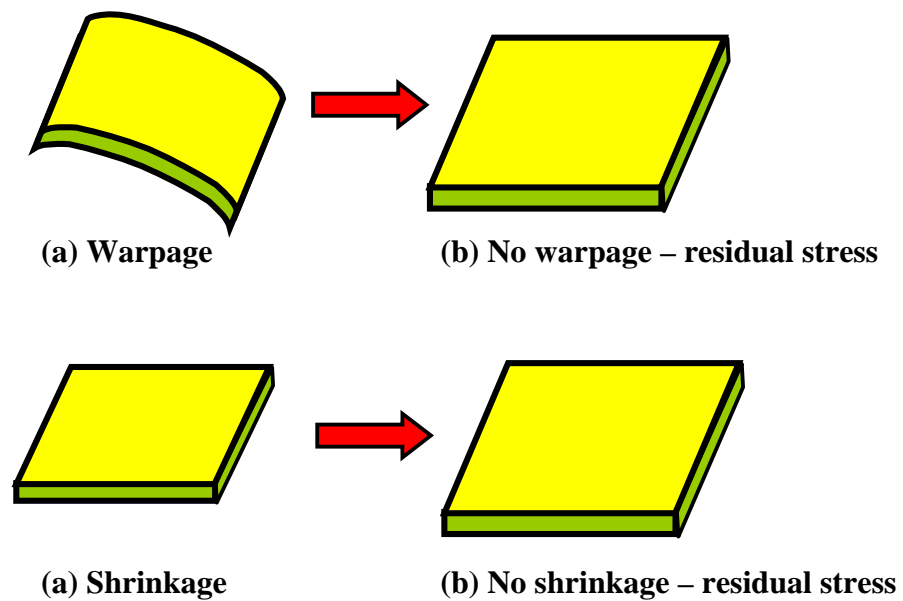 (a) Warpage
(b) No warpage – residual stress
(a) Shrinkage
(b) No shrinkage – residual stress